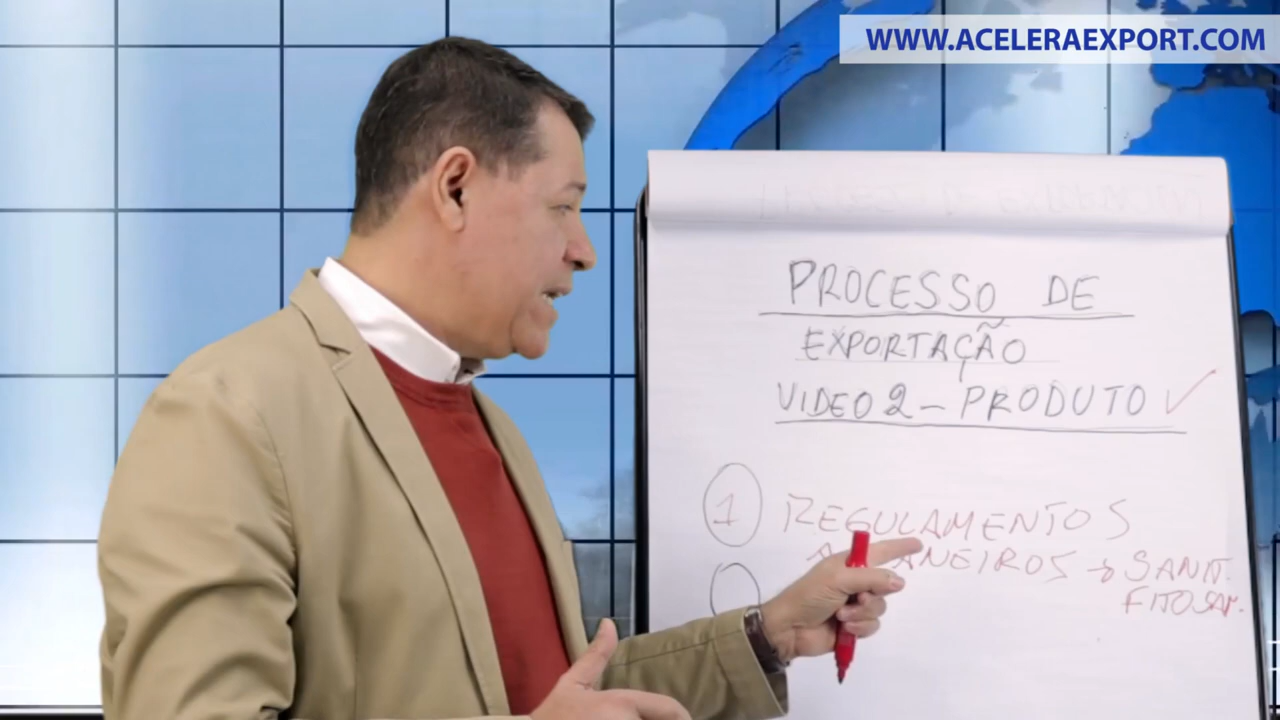 WWW.ACELERAEXPORT.COM
PROCESSO DE
EXPORTAÇÃO
VIDEO 2 - PRODUTO ✓
1 REGULAMENTOS
→ SANIT.
FITOSAN.